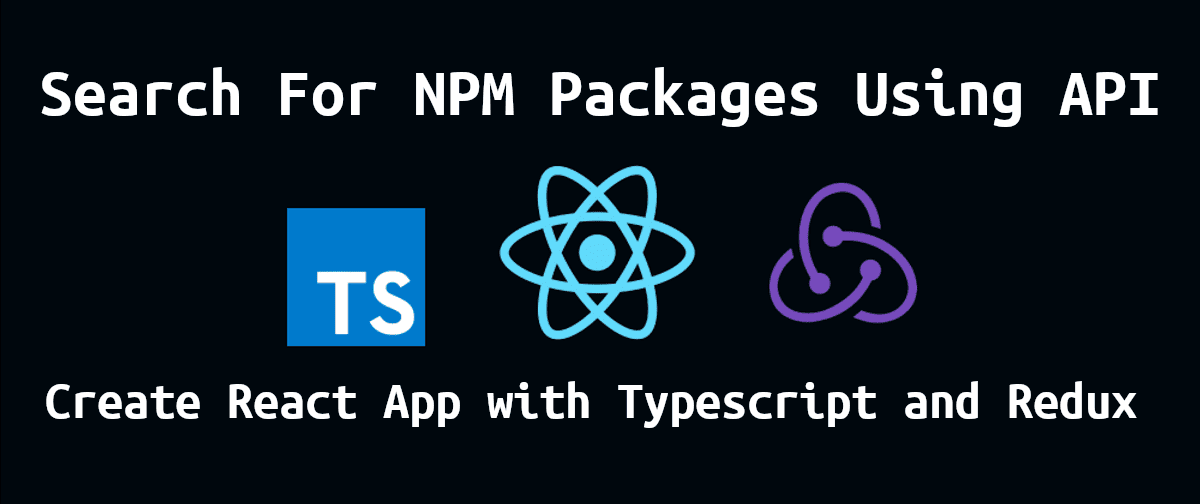 Search For NPM Packages Using API
TS
Create React App with Typescript and Redux